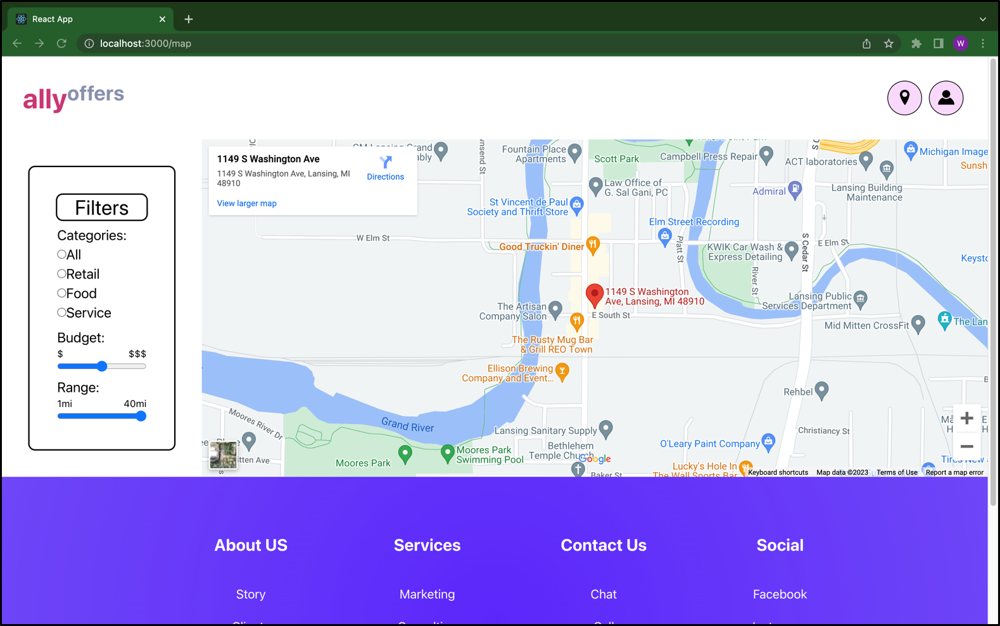 React App
localhost:3000/map
W
allyoffers
Filters
Categories:
All
Retail
Food
Service
Budget:
$ $$$
Range:
1mi 40mi
1149 S Washington Ave
1149 S Washington Ave, Lansing, MI
48910
Directions
View larger map
Fountain Place
Apartments
Scott Park
Campbell Press Repair
ACT laboratories
Michigan Image
Law Office of
G. Sal Gani, PC
Admiral
Lansing Building
Maintenance
St Vincent de Paul
Society and Thrift Store
Elm Street Recording
W Elm St
E Elm St
Good Truckin' Diner
Platt St
KWIK Car Wash &
Express Detailing
S Cedar St
River St
1149 S Washington
Ave, Lansing, MI 48910
The Artisan
Company Salon
E South St
Lansing Public
Services Department
Mid Mitten CrossFit
The Rusty Mug Bar
& Grill REO Town
Ellison Brewing
Company and Event...
Rehbel
Grand River
Moores River Dr
Lansing Sanitary Supply
Christiancy St
O'Leary Paint Company
Bethlehem
Temple Church
Moores Park
Moores Park
Swimming Pool
Google
Lucky's Hole In
The Wall Sports Bar
Baker St
Keyboard shortcuts Map data ©2023 Terms of Use Report a map error
About US Services Contact Us Social
Story Marketing Chat Facebook